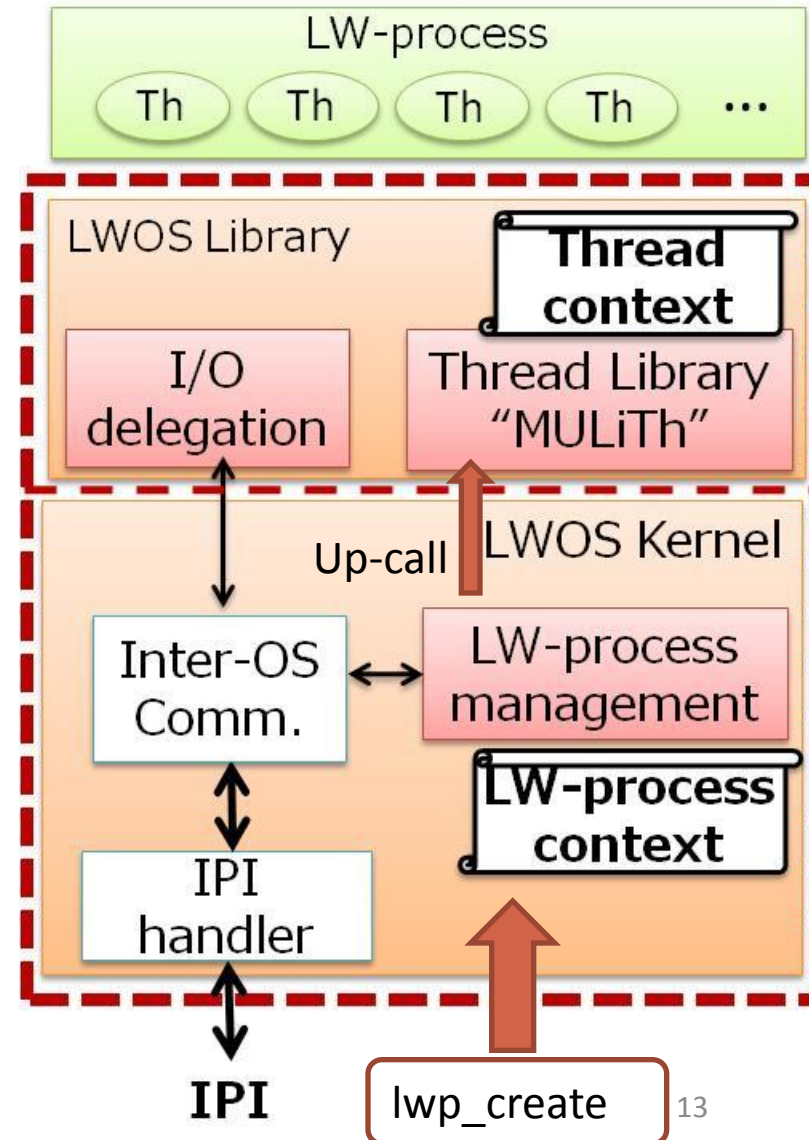 LW-process
Th Th Th Th ...
LWOS Library
Thread
context
I/O
delegation
Thread Library
“MULiTh”
Up-call
LWOS Kernel
Inter-OS
Comm.
LW-process
management
LW-process
context
IPI
handler
IPI
lwp_create
13